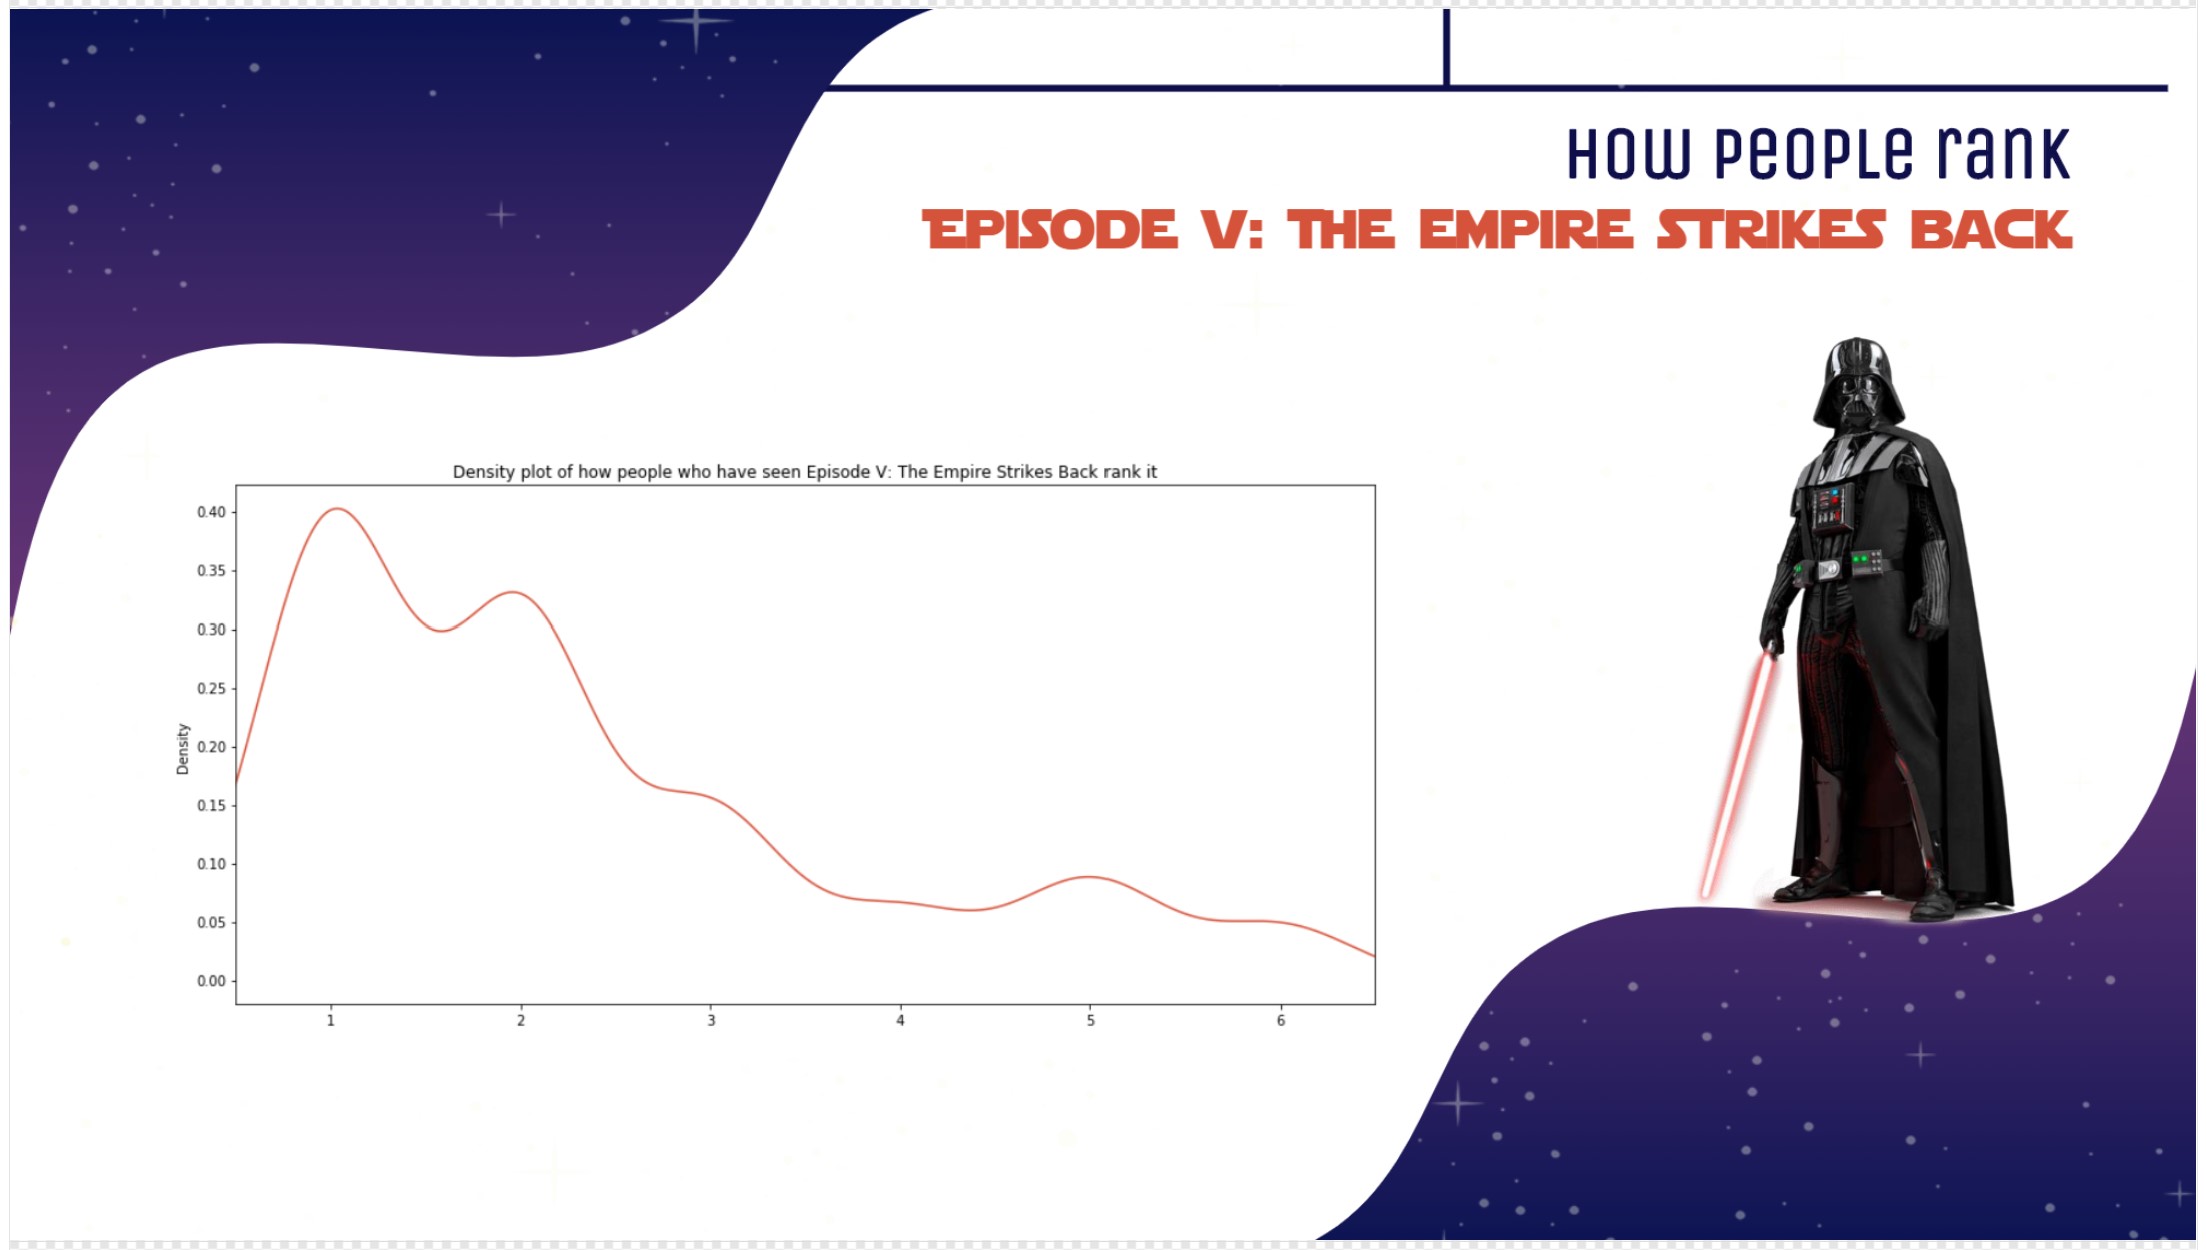 How People Rank
Episode V: The Empire Strikes Back
Density plot of how people who have seen Episode V: The Empire Strikes Back rank it
0.40
0.35
0.30
0.25
0.20
0.15
0.10
0.05
0.00
Density
1 2 3 4 5 6